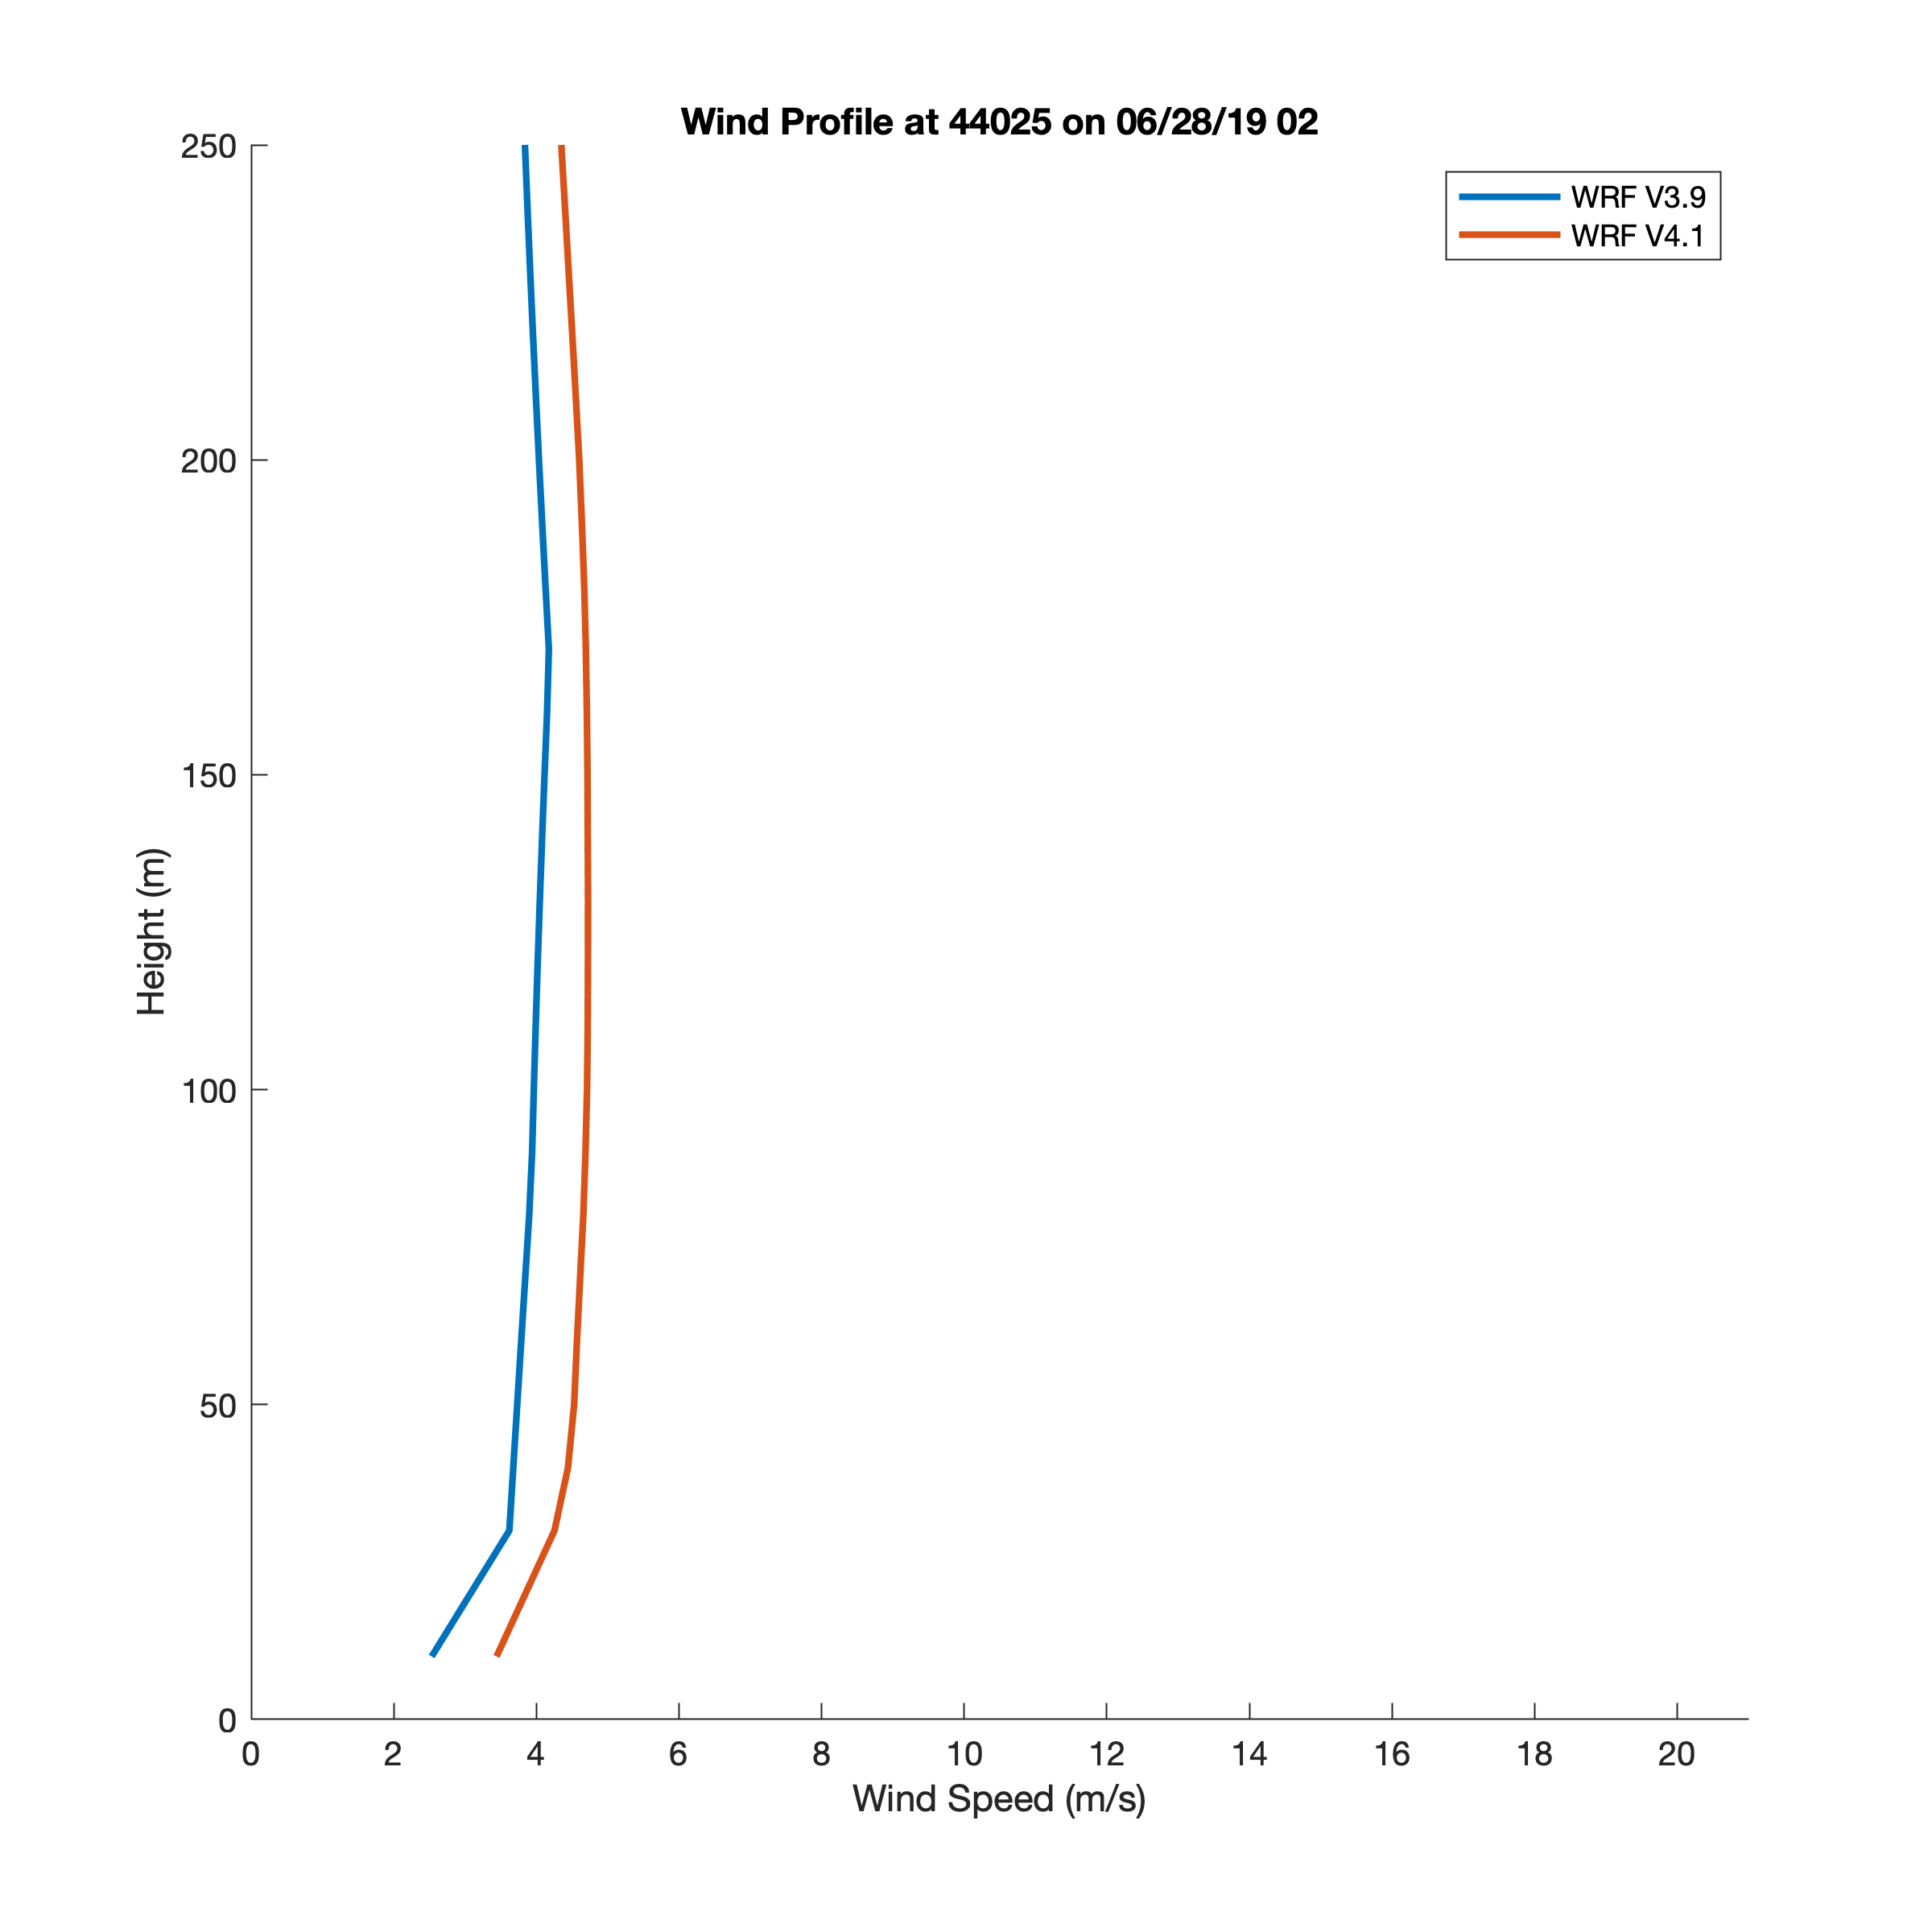 Wind Profile at 44025 on 06/28/19 02
WRF V3.9
WRF V4.1
250
200
150
100
50
0
Height (m)
0 2 4 6 8 10 12 14 16 18 20
Wind Speed (m/s)